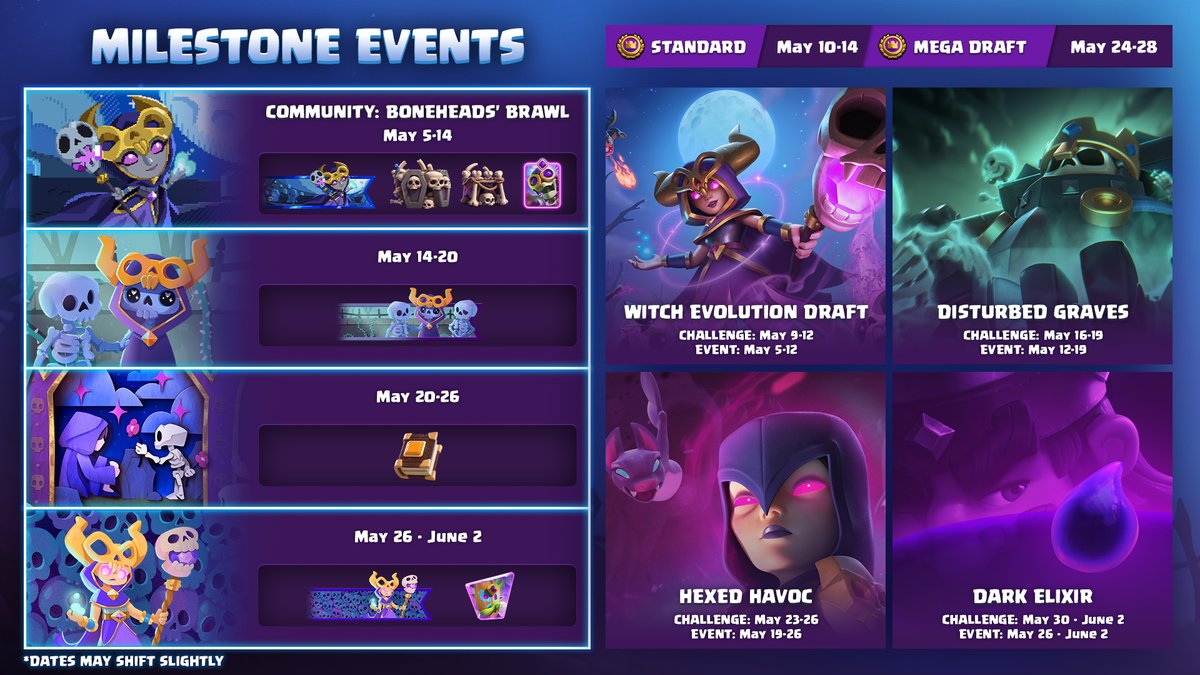 MILESTONE EVENTS
STANDARD
May 10-14
MEGA DRAFT
May 24-28
COMMUNITY: BONEHEADS' BRAWL
May 5-14
May 14-20
May 20-26
May 26 - June 2
WITCH EVOLUTION DRAFT
CHALLENGE: May 9-12
EVENT: May 5-12
DISTURBED GRAVES
CHALLENGE: May 16-19
EVENT: May 12-19
HEXED HAVOC
CHALLENGE: May 23-26
EVENT: May 19-26
DARK ELIXIR
CHALLENGE: May 30 - June 2
EVENT: May 26 - June 2
*DATES MAY SHIFT SLIGHTLY